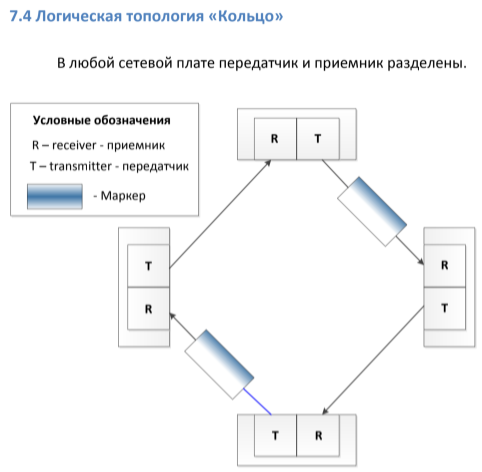 7.4 Логическая топология «Кольцо»
В любой сетевой плате передатчик и приемник разделены.
Условные обозначения
R – receiver - приемник
T – transmitter - передатчик
- Маркер
R T
T
R
R
T
T R